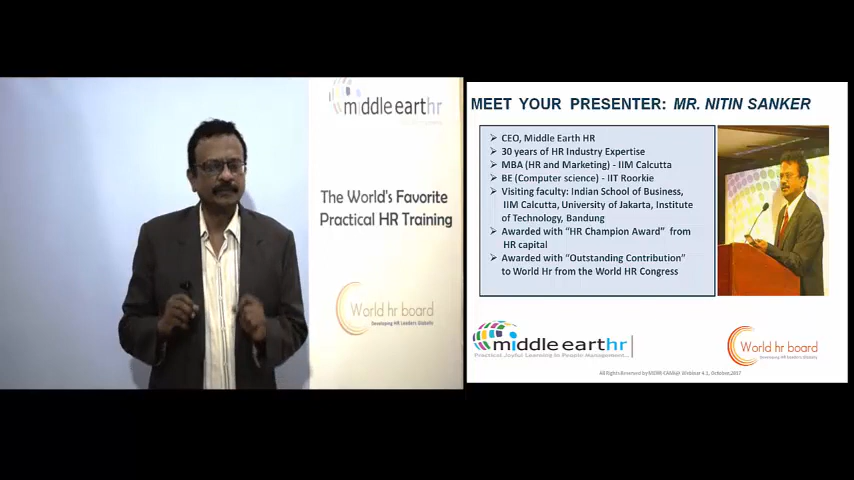 middle earthr
The World's Favorite
Practical HR Training
World hr board
Developing HR Leaders Globally
MEET YOUR PRESENTER: MR. NITIN SANKER
CEO, Middle Earth HR
30 years of HR Industry Expertise
MBA (HR and Marketing) - IIM Calcutta
BE (Computer science) - IIT Roorkie
Visiting faculty: Indian School of Business,
IIM Calcutta, University of Jakarta, Institute
of Technology, Bandung
Awarded with “HR Champion Award” from
HR capital
Awarded with “Outstanding Contribution”
to World Hr from the World HR Congress
middle earthr
Practical Joyful Learning in People Management...
World hr board
Developing HR Leaders Globally